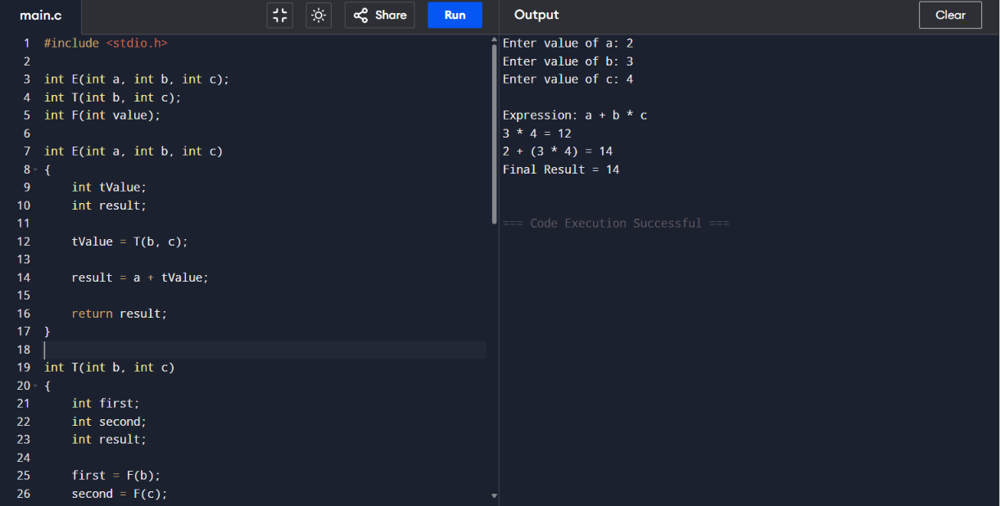 main.c
Share
Run
1 #include <stdio.h>
2
3 int E(int a, int b, int c);
4 int T(int b, int c);
5 int F(int value);
6
7 int E(int a, int b, int c)
8 {
9 int tValue;
10 int result;
11
12 tValue = T(b, c);
13
14 result = a + tValue;
15
16 return result;
17 }
18
19 int T(int b, int c)
20 {
21 int first;
22 int second;
23 int result;
24
25 first = F(b);
26 second = F(c);
Output
Clear
Enter value of a: 2
Enter value of b: 3
Enter value of c: 4
Expression: a + b * c
3 * 4 = 12
2 + (3 * 4) = 14
Final Result = 14
=== Code Execution Successful ===